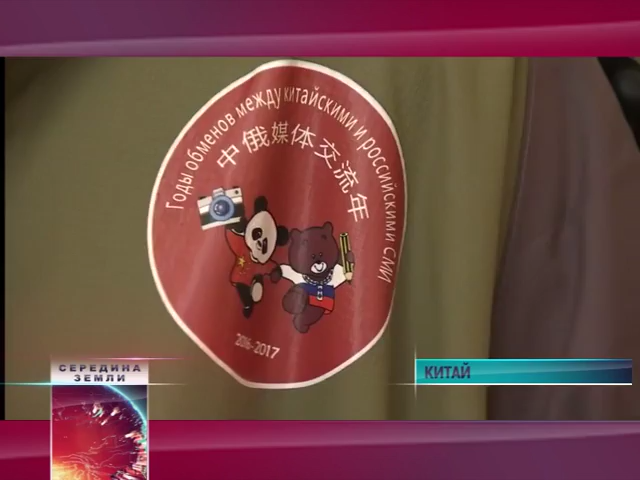 Годы обменов между китайскими и российскими СМИ
中俄媒体交流年
2016-2017
СЕРЕДИНА
ЗЕМЛИ
КИТАЙ